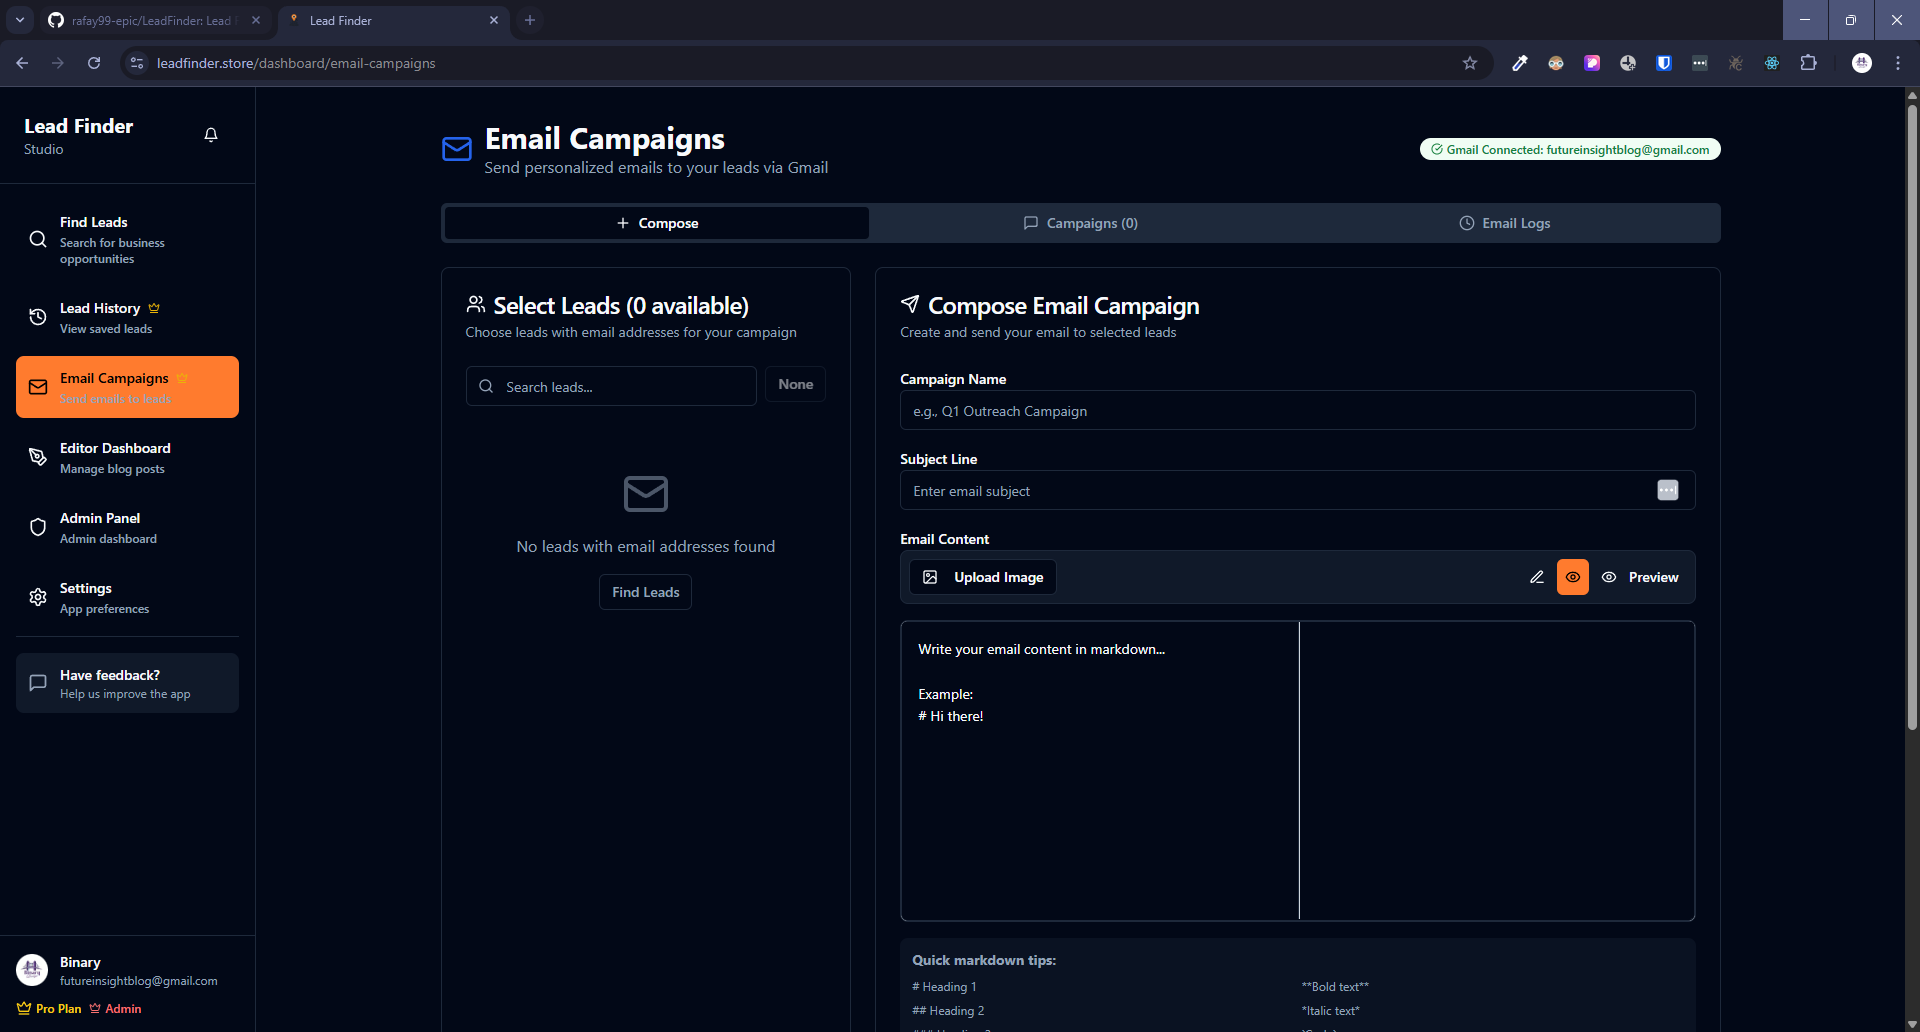 rafay99-epic/LeadFinder: Lead F
Lead Finder
leadfinder.store/dashboard/email-campaigns
Lead Finder
Studio
Find Leads
Search for business
opportunities
Lead History
View saved leads
Email Campaigns
Send emails to leads
Editor Dashboard
Manage blog posts
Admin Panel
Admin dashboard
Settings
App preferences
Have feedback?
Help us improve the app
Binary
futureinsightblog@gmail.com
Pro Plan Admin
Email Campaigns
Send personalized emails to your leads via Gmail
Gmail Connected: futureinsightblog@gmail.com
Compose
Campaigns (0)
Email Logs
Select Leads (0 available)
Choose leads with email addresses for your campaign
Search leads...
None
No leads with email addresses found
Find Leads
Compose Email Campaign
Create and send your email to selected leads
Campaign Name
e.g., Q1 Outreach Campaign
Subject Line
Enter email subject
Email Content
Upload Image
Preview
Write your email content in markdown...
Example:
# Hi there!
Quick markdown tips:
# Heading 1
**Bold text**
## Heading 2
*Italic text*